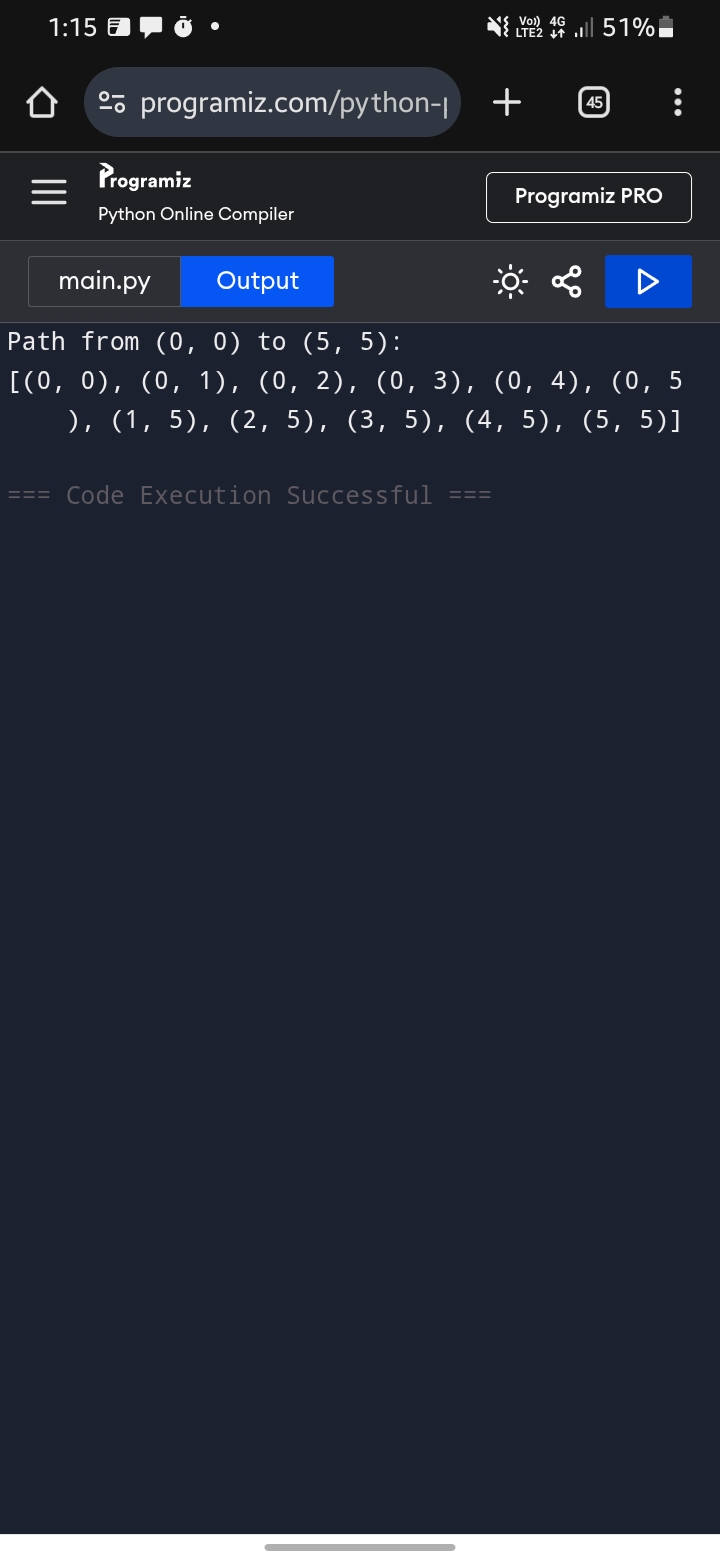 1:15
Vo)) 4G
LTE2
51%
programiz.com/python-p
45
Programiz
Python Online Compiler
Programiz PRO
main.py
Output
Path from (0, 0) to (5, 5):
[(0, 0), (0, 1), (0, 2), (0, 3), (0, 4), (0, 5
), (1, 5), (2, 5), (3, 5), (4, 5), (5, 5)]
=== Code Execution Successful ===